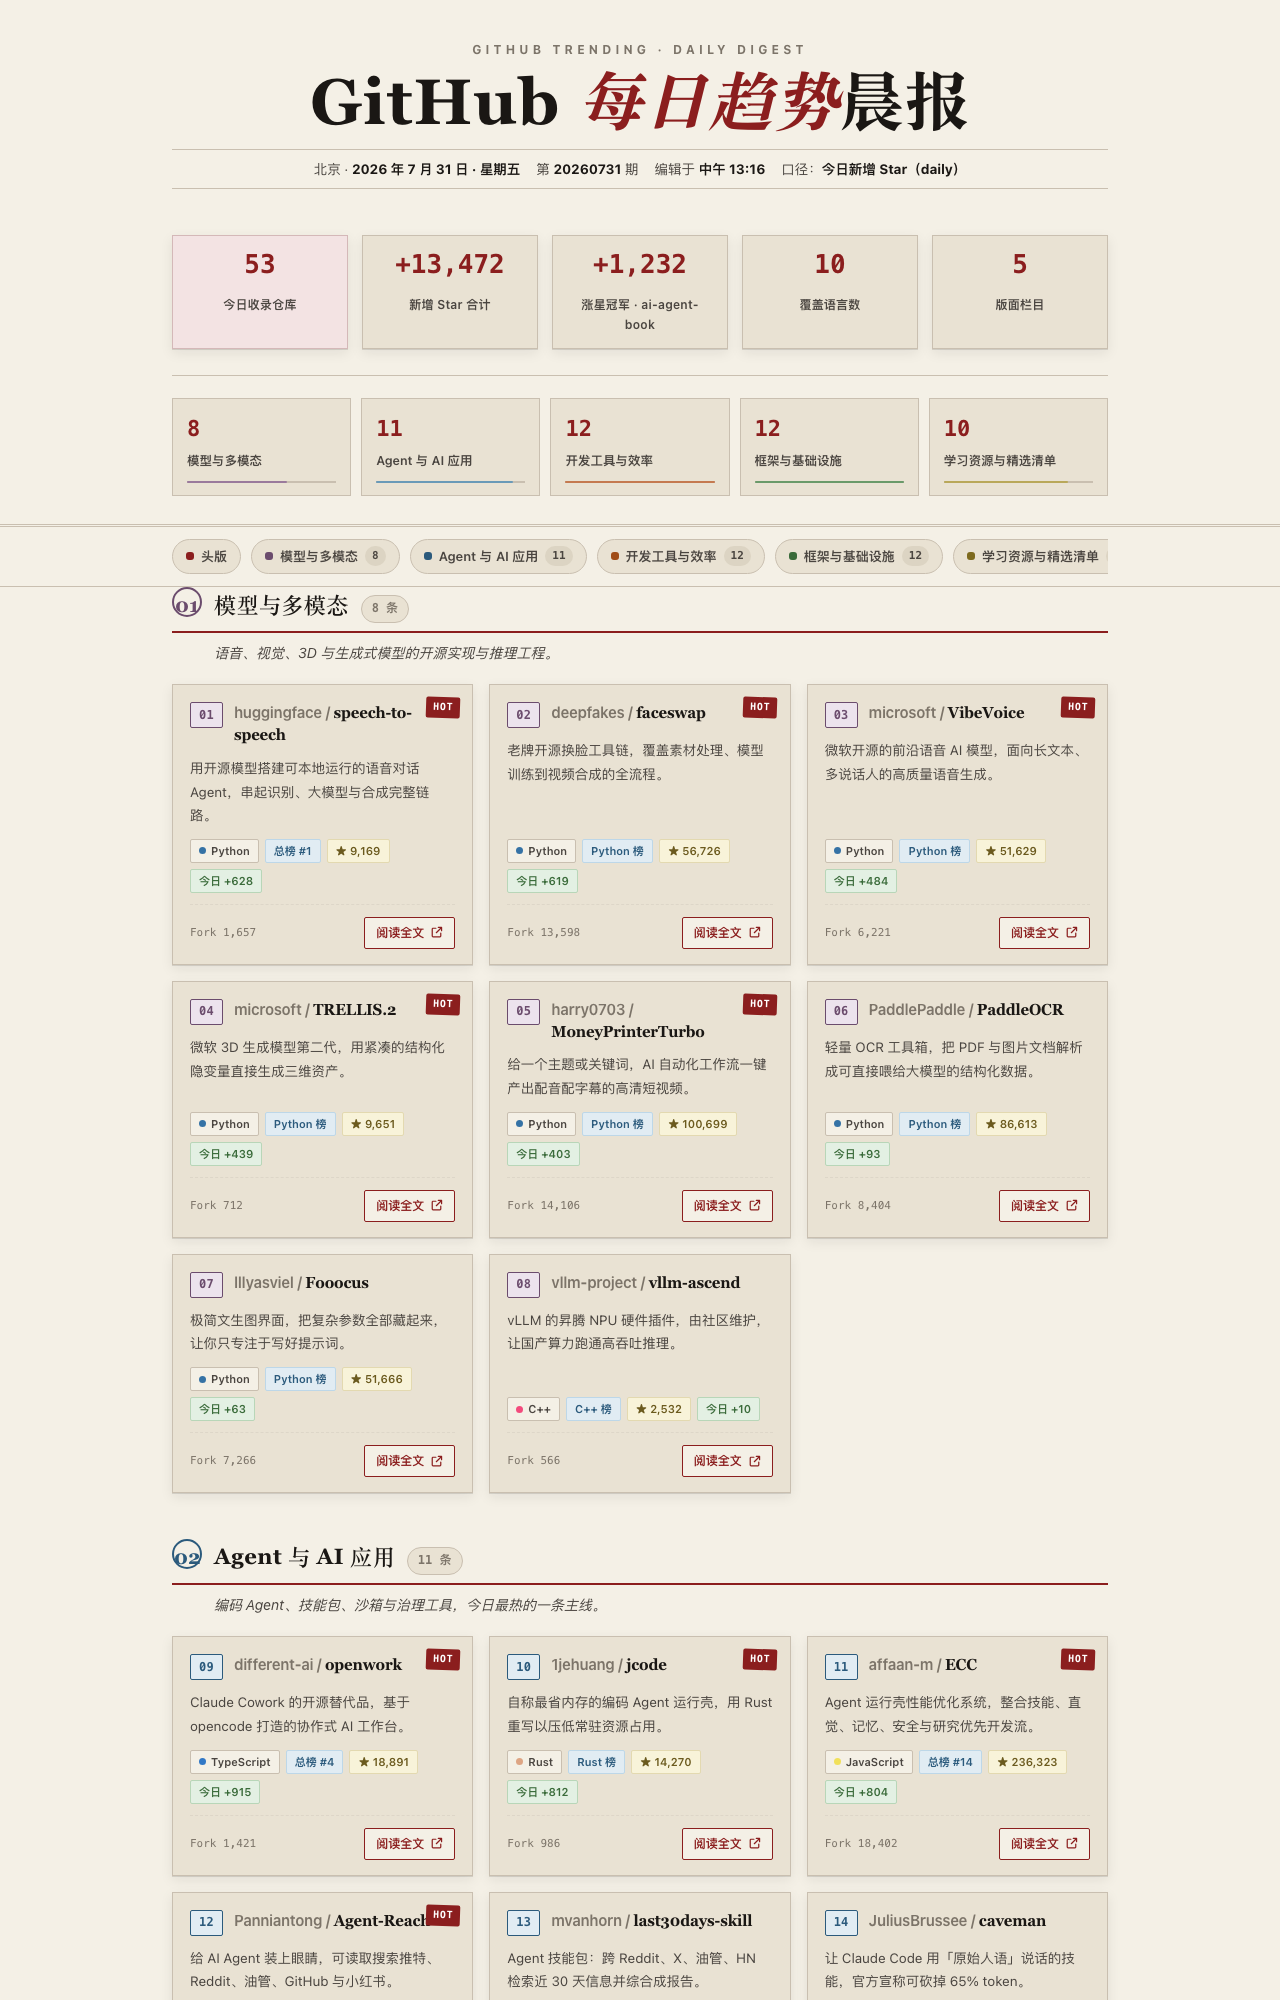 GITHUB TRENDING · DAILY DIGEST
GitHub 每日趋势晨报
北京 · 2026 年 7 月 31 日 · 星期五 第 20260731 期 编辑于 中午 13:16 口径：今日新增 Star（daily）
53
今日收录仓库
+13,472
新增 Star 合计
+1,232
涨星冠军 · ai-agent-
book
10
覆盖语言数
5
版面栏目
8
模型与多模态
11
Agent 与 AI 应用
12
开发工具与效率
12
框架与基础设施
10
学习资源与精选清单
头版
模型与多模态 8
Agent 与 AI 应用 11
开发工具与效率 12
框架与基础设施 12
学习资源与精选清单
01 模型与多模态 8 条
语音、视觉、3D 与生成式模型的开源实现与推理工程。
01 huggingface / speech-to-
speech
HOT
用开源模型搭建可本地运行的语音对话
Agent，串起识别、大模型与合成完整链
路。
Python 总榜 #1 ★ 9,169
今日 +628
Fork 1,657 阅读全文
02 deepfakes / faceswap
HOT
老牌开源换脸工具链，覆盖素材处理、模型
训练到视频合成的全流程。
Python Python 榜 ★ 56,726
今日 +619
Fork 13,598 阅读全文
03 microsoft / VibeVoice
HOT
微软开源的前沿语音 AI 模型，面向长文本、
多说话人的高质量语音生成。
Python Python 榜 ★ 51,629
今日 +484
Fork 6,221 阅读全文
04 microsoft / TRELLIS.2
HOT
微软 3D 生成模型第二代，用紧凑的结构化
隐变量直接生成三维资产。
Python Python 榜 ★ 9,651
今日 +439
Fork 712 阅读全文
05 harry0703 /
MoneyPrinterTurbo
HOT
给一个主题或关键词，AI 自动化工作流一键
产出配音配字幕的高清短视频。
Python Python 榜 ★ 100,699
今日 +403
Fork 14,106 阅读全文
06 PaddlePaddle / PaddleOCR
轻量 OCR 工具箱，把 PDF 与图片文档解析
成可直接喂给大模型的结构化数据。
Python Python 榜 ★ 86,613
今日 +93
Fork 8,404 阅读全文
07 lllyasviel / Fooocus
极简文生图界面，把复杂参数全部藏起来，
让你只专注于写好提示词。
Python Python 榜 ★ 51,666
今日 +63
Fork 7,266 阅读全文
08 vllm-project / vllm-ascend
vLLM 的昇腾 NPU 硬件插件，由社区维护，
让国产算力跑通高吞吐推理。
C++ C++ 榜 ★ 2,532 今日 +10
Fork 566 阅读全文
02 Agent 与 AI 应用 11 条
编码 Agent、技能包、沙箱与治理工具，今日最热的一条主线。
09 different-ai / openwork
HOT
Claude Cowork 的开源替代品，基于
opencode 打造的协作式 AI 工作台。
TypeScript 总榜 #4 ★ 18,891
今日 +915
Fork 1,421 阅读全文
10 1jehuang / jcode
HOT
自称最省内存的编码 Agent 运行壳，用 Rust
重写以压低常驻资源占用。
Rust Rust 榜 ★ 14,270
今日 +812
Fork 986 阅读全文
11 affaan-m / ECC
HOT
Agent 运行壳性能优化系统，整合技能、直
觉、记忆、安全与研究优先开发流。
JavaScript 总榜 #14 ★ 236,323
今日 +804
Fork 18,402 阅读全文
12 Panniantong / Agent-Reach
HOT
给 AI Agent 装上眼睛，可读取搜索推特、
Reddit、油管、GitHub 与小红书。
13 mvanhorn / last30days-skill
Agent 技能包：跨 Reddit、X、油管、HN
检索近 30 天信息并综合成报告。
14 JuliusBrussee / caveman
让 Claude Code 用「原始人语」说话的技
能，官方宣称可砍掉 65% token。